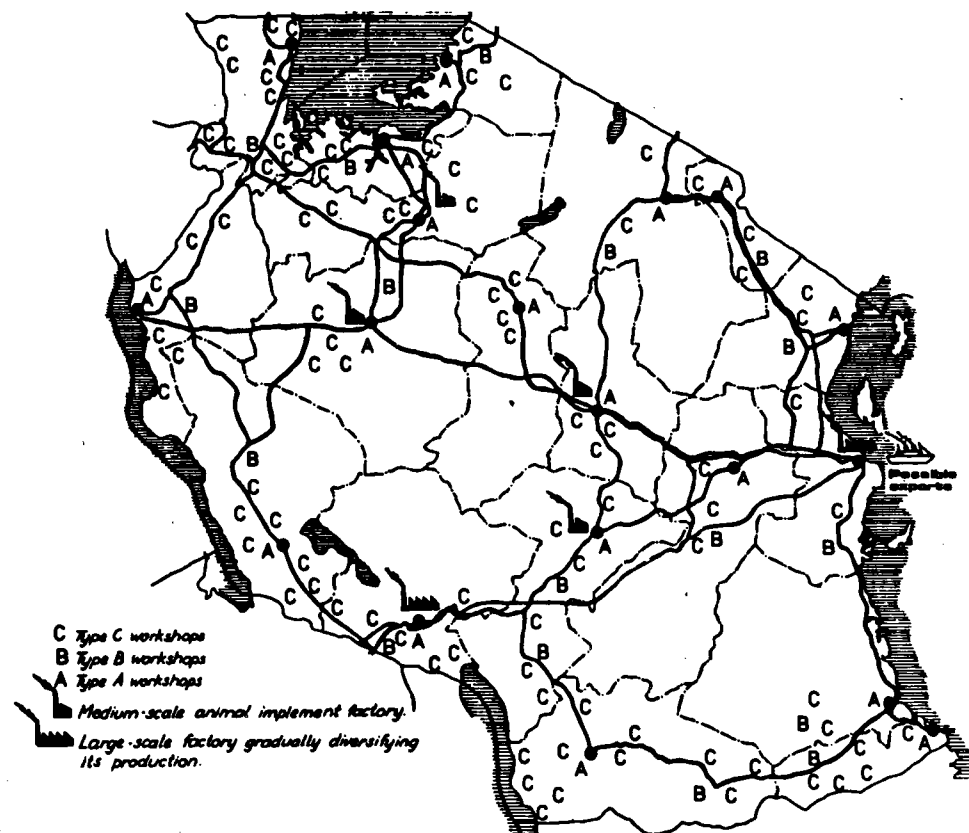 C C C
C A C B
C C A C C
C
C C B C C C C C
C C C B A C C
C C C C C A C A
C C C C A C
C B C B
C B C C
A B C C A C C A
C C C C A C B
C C C
C A C
C C
B C C A
C C
C C C A C B B
C A C B
C C C
C C A C B
C C C
C C
C C A C C
C C C
A C C C
C B
C B C
C A
C
C Type C workshops
B Type B workshops
A Type A workshops
Medium-scale animal implement factory.
Large-scale factory gradually diversifying
its production.
Possible
exports